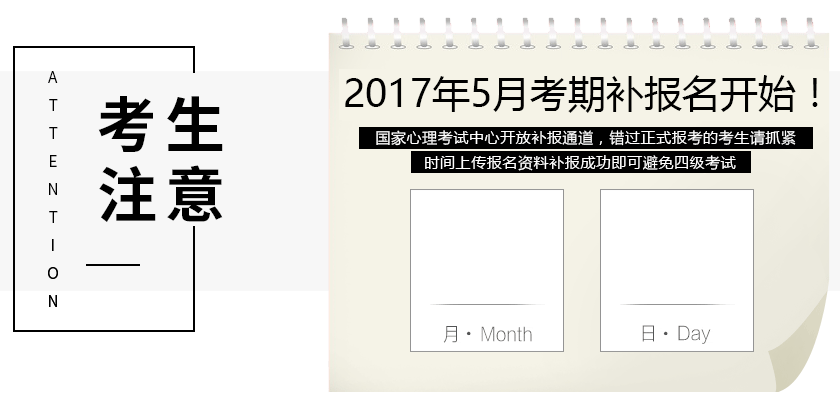 ATTENTION
考生
注意
2017年5月考期补报名开始！
国家心理考试中心开放补报通道，错过正式报考的考生请抓紧
时间上传报名资料补报成功即可避免四级考试
月·Month
日·Day